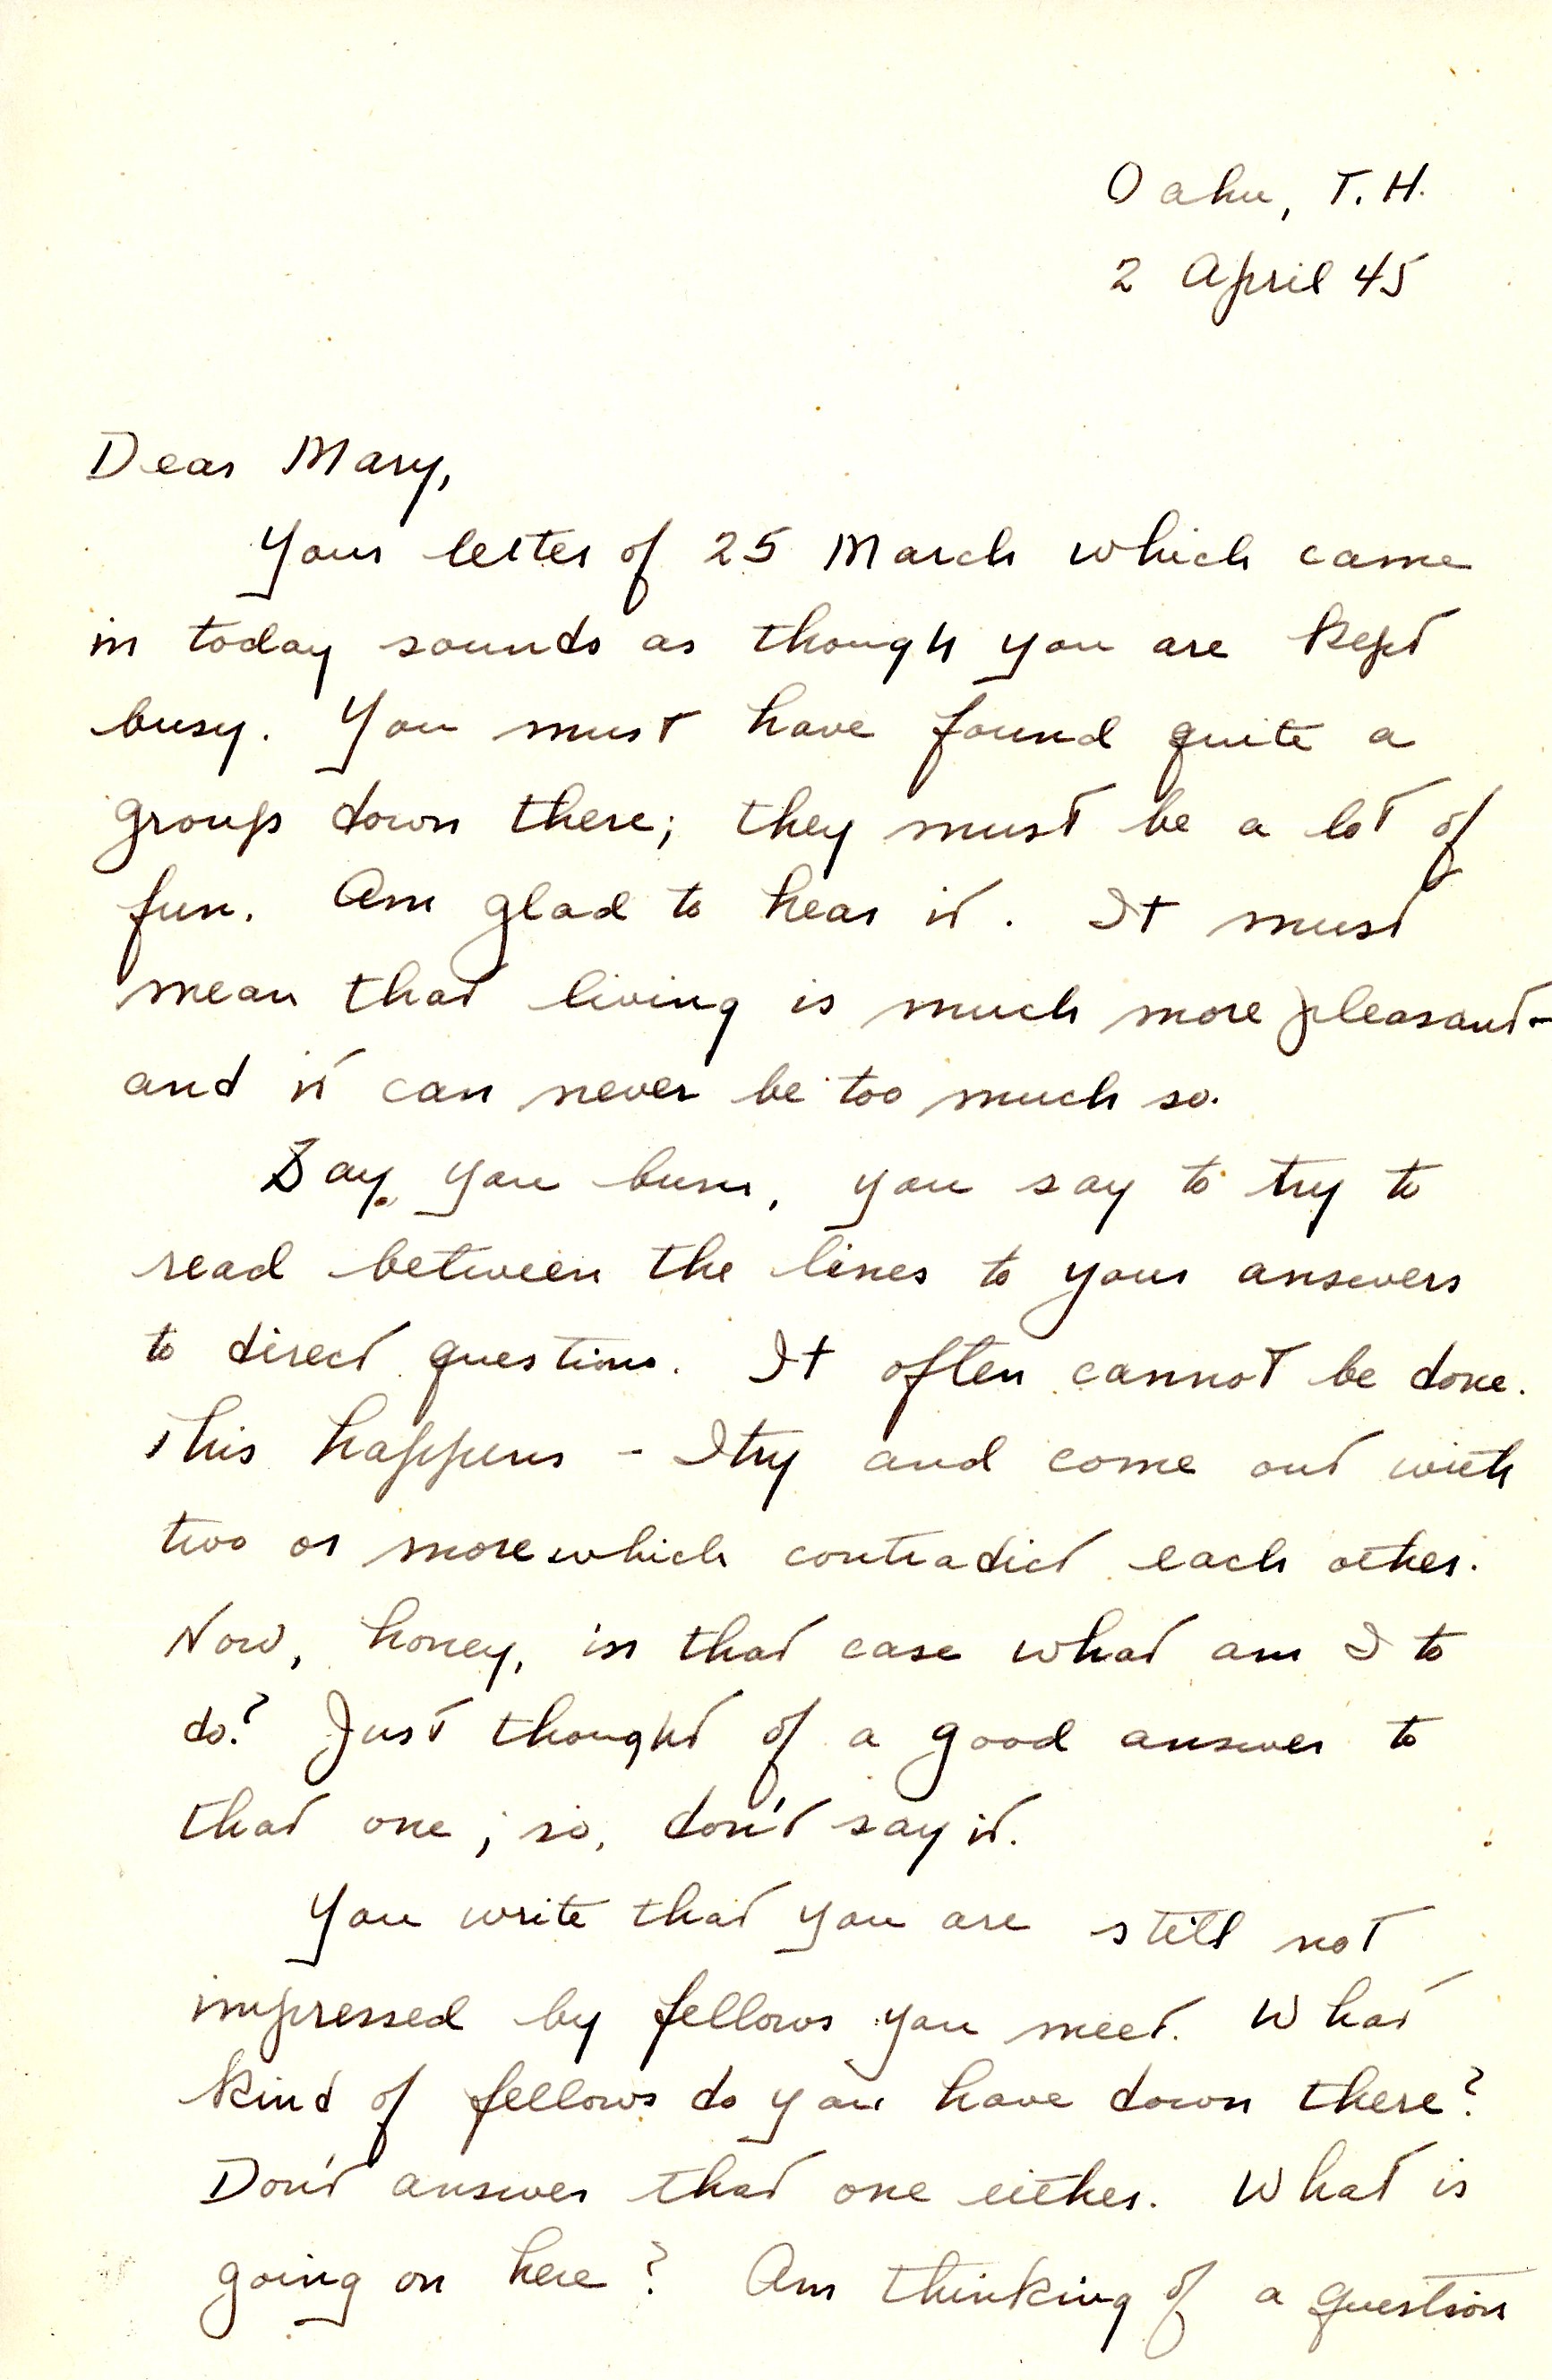 Oahu, T.H.
2 April 45
Dear Mary,
Your letter of 25 March which came
in today sounds as though you are kept
busy. You must have found quite a
group down there; they must be a lot of
fun. Am glad to hear it. It must
mean that living is much more pleasant-
and it can never be too much so.
Say, you bum, you say to try to
read between the lines to your answers
to direct questions. It often cannot be done.
This happens - I try and come out with
two or more which contradict each other.
Now, honey, in that case what am I to
do? Just thought of a good answer to
that one; so, don't say it.
You write that you are still not
impressed by fellows you meet. What
kind of fellows do you have down there?
Don't answer that one either. What is
going on here? Am thinking of a question